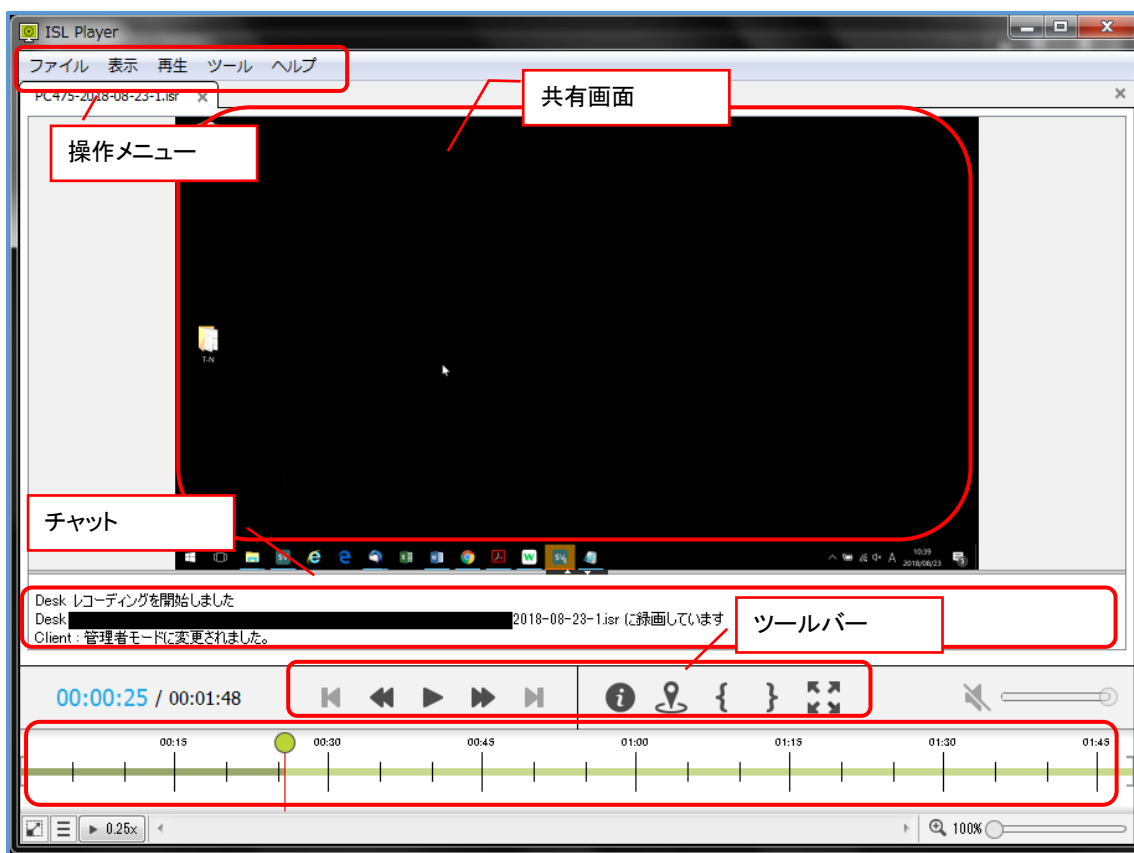 ISL Player
ファイル 表示 再生 ツール ヘルプ
PC475-2018-08-23-1.isr
共有画面
操作メニュー
T-N
チャット
10:39
2018/08/23
Desk レコーディングを開始しました
Desk 2018-08-23-1.isr に録画しています
Client : 管理者モードに変更されました。
ツールバー
00:00:25 / 00:01:48
00:15 00:30 00:45 01:00 01:15 01:30 01:45
0.25x
100%